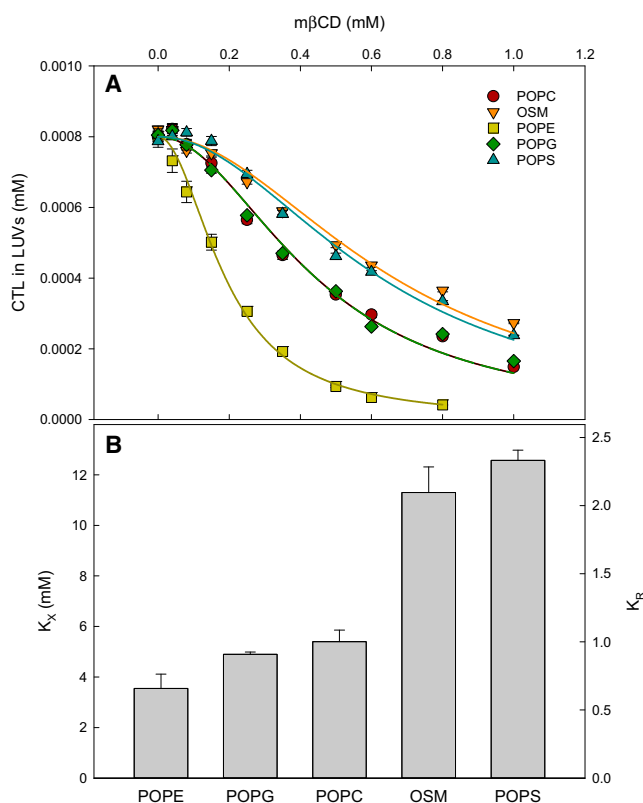 mβCD (mM)
0.0 0.2 0.4 0.6 0.8 1.0 1.2
A
0.0010
0.0008
0.0006
0.0004
0.0002
0.0000
CTL in LUVs (mM)
POPC
OSM
POPE
POPG
POPS
B
12
10
8
6
4
2
0
K_X (mM)
2.5
2.0
1.5
1.0
0.5
0.0
K_R
POPE POPG POPC OSM POPS